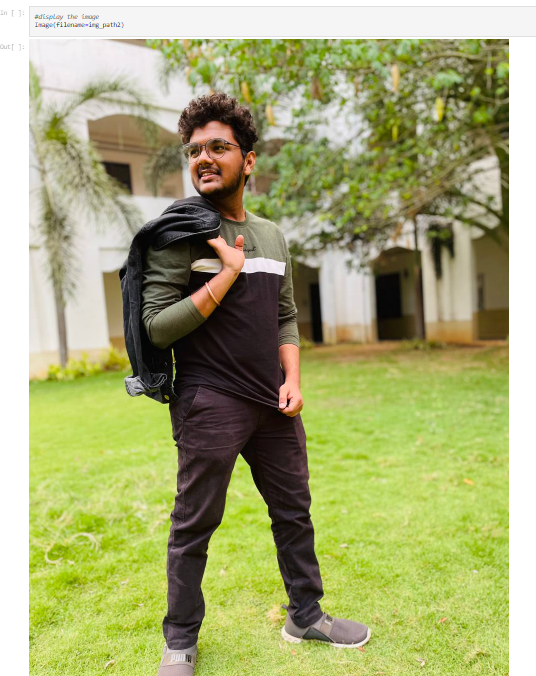 In [ ]:
#display the image
image(filename=img_path2)
Out[ ]:
PUMA